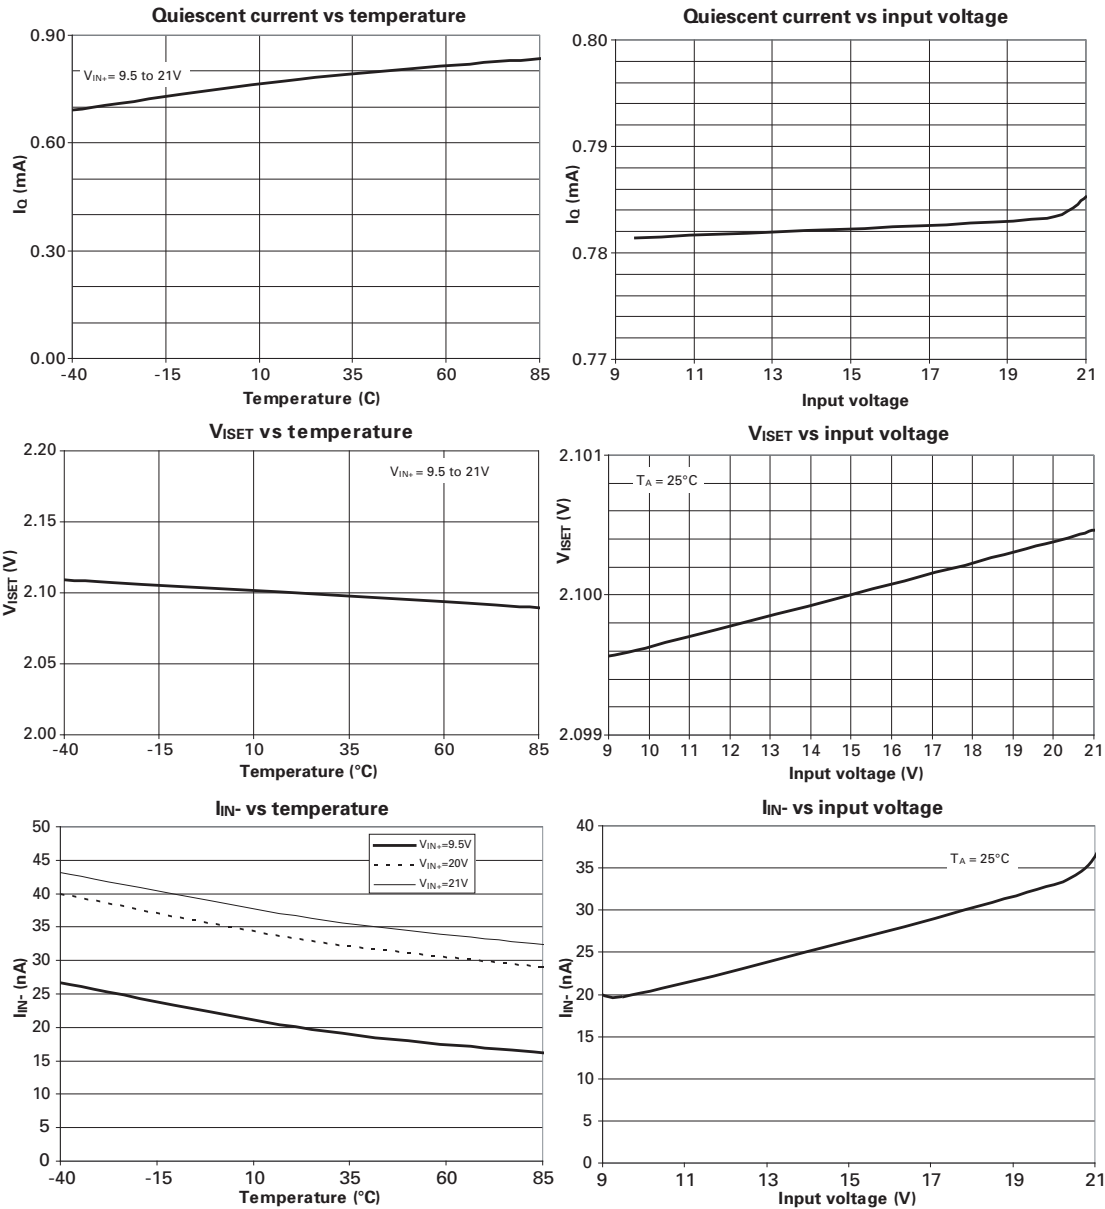 Quiescent current vs temperature
0.90
0.60
0.30
0.00
IQ (mA)
VIN+= 9.5 to 21V
-40 -15 10 35 85
Temperature (C)
Quiescent current vs input voltage
0.80
0.79
0.78
0.77
IQ (mA)
9 11 13 15 17 19 21
Input voltage
VISET vs temperature
2.20
2.15
2.10
2.05
2.00
VISET (V)
VIN+ = 9.5 to 21V
-40 -15 10 35 60 85
Temperature (°C)
VISET vs input voltage
2.101
2.100
2.099
VISET (V)
TA = 25°C
9 10 11 12 13 14 15 16 17 18 19 20 21
Input voltage (V)
IIN- vs temperature
50
45
40
35
30
25
20
15
10
5
0
IIN- (nA)
VIN+=9.5V
VIN+=20V
VIN+=21V
-40 -15 10 35 60 85
Temperature (°C)
IIN- vs input voltage
40
35
30
25
20
15
10
5
0
IIN- (nA)
TA = 25°C
9 11 13 15 17 19 21
Input voltage (V)